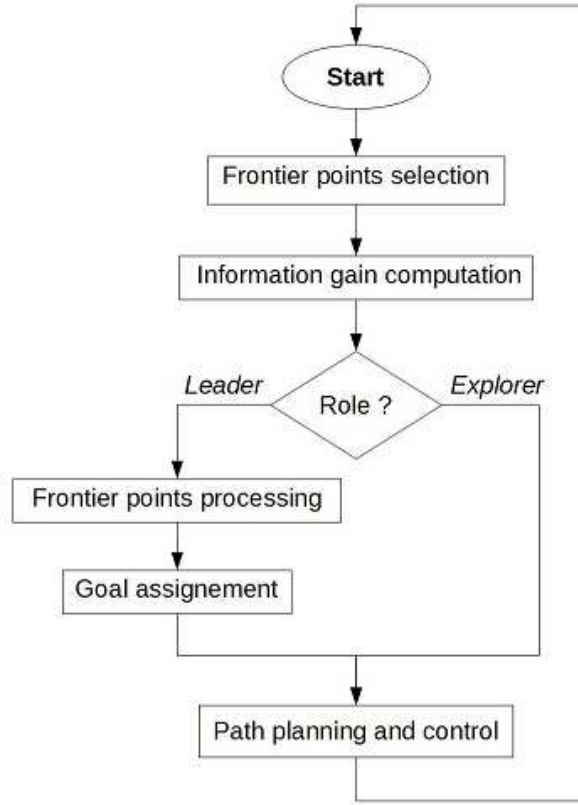 Start
Frontier points selection
Information gain computation
Leader
Role ?
Explorer
Frontier points processing
Goal assignement
Path planning and control